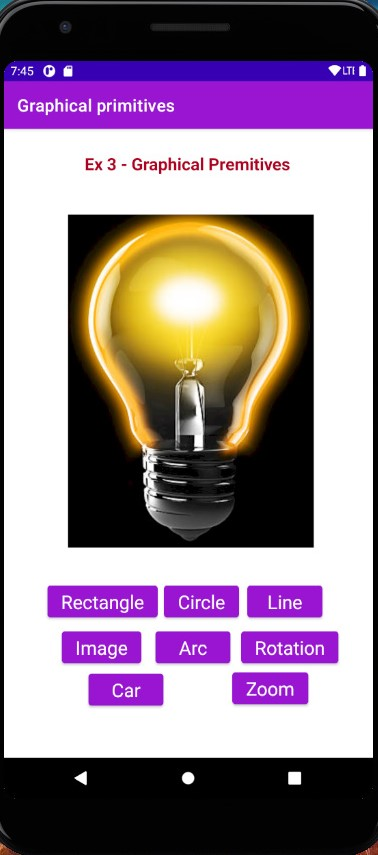 7:45 LTE
Graphical primitives
Ex 3 - Graphical Premitives
Rectangle Circle Line
Image Arc Rotation
Car Zoom